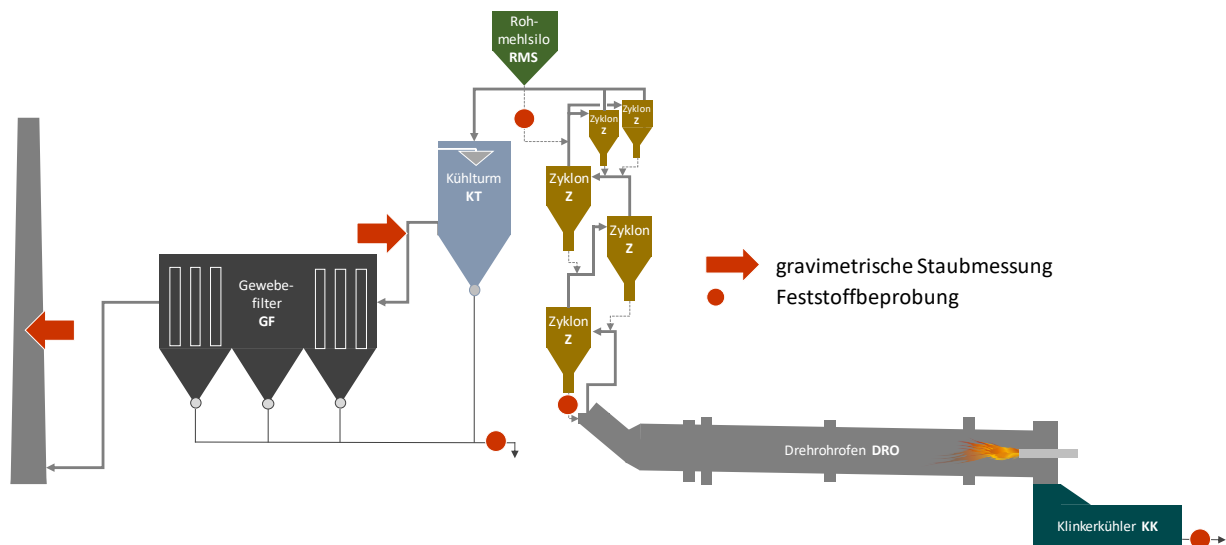 Roh-
mehlsilo
RMS
Zyklon
Z
Zyklon
Z
Kühlturm
KT
Zyklon
Z
Zyklon
Z
gravimetrische Staubmessung
Feststoffbeprobung
Gewebe-
filter
GF
Zyklon
Z
Drehrohrofen DRO
Klinkerkühler KK